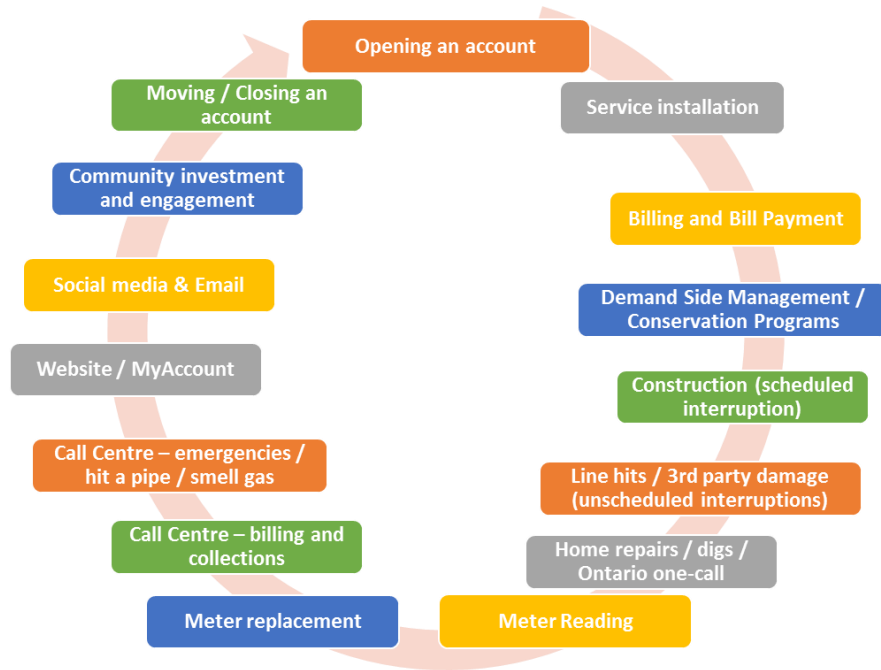 Opening an account
Service installation
Billing and Bill Payment
Demand Side Management /
Conservation Programs
Construction (scheduled
interruption)
Line hits / 3rd party damage
(unscheduled interruptions)
Home repairs / digs /
Ontario one-call
Meter Reading
Meter replacement
Call Centre – billing and
collections
Call Centre – emergencies /
hit a pipe / smell gas
Website / MyAccount
Social media & Email
Community investment
and engagement
Moving / Closing an
account